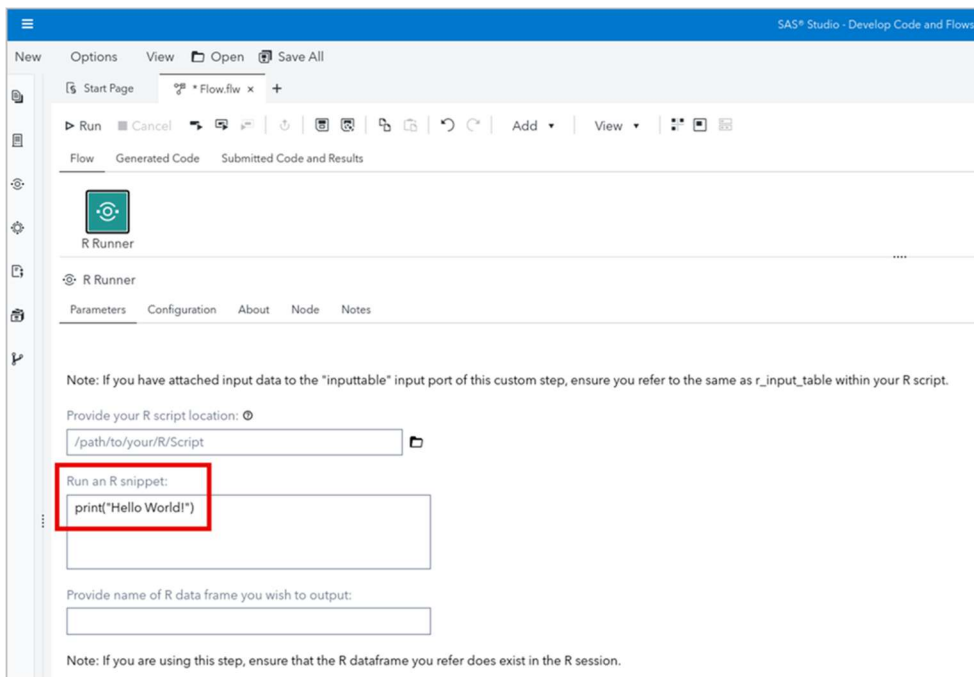 SAS® Studio - Develop Code and Flows
New Options View Open Save All
Start Page *Flow.flw × +
Run Cancel Add View
Flow Generated Code Submitted Code and Results
R Runner
R Runner
Parameters Configuration About Node Notes
Note: If you have attached input data to the "inputtable" input port of this custom step, ensure you refer to the same as r_input_table within your R script.
Provide your R script location:
/path/to/your/R/Script
Run an R snippet:
print("Hello World!")
Provide name of R data frame you wish to output:
Note: If you are using this step, ensure that the R dataframe you refer does exist in the R session.